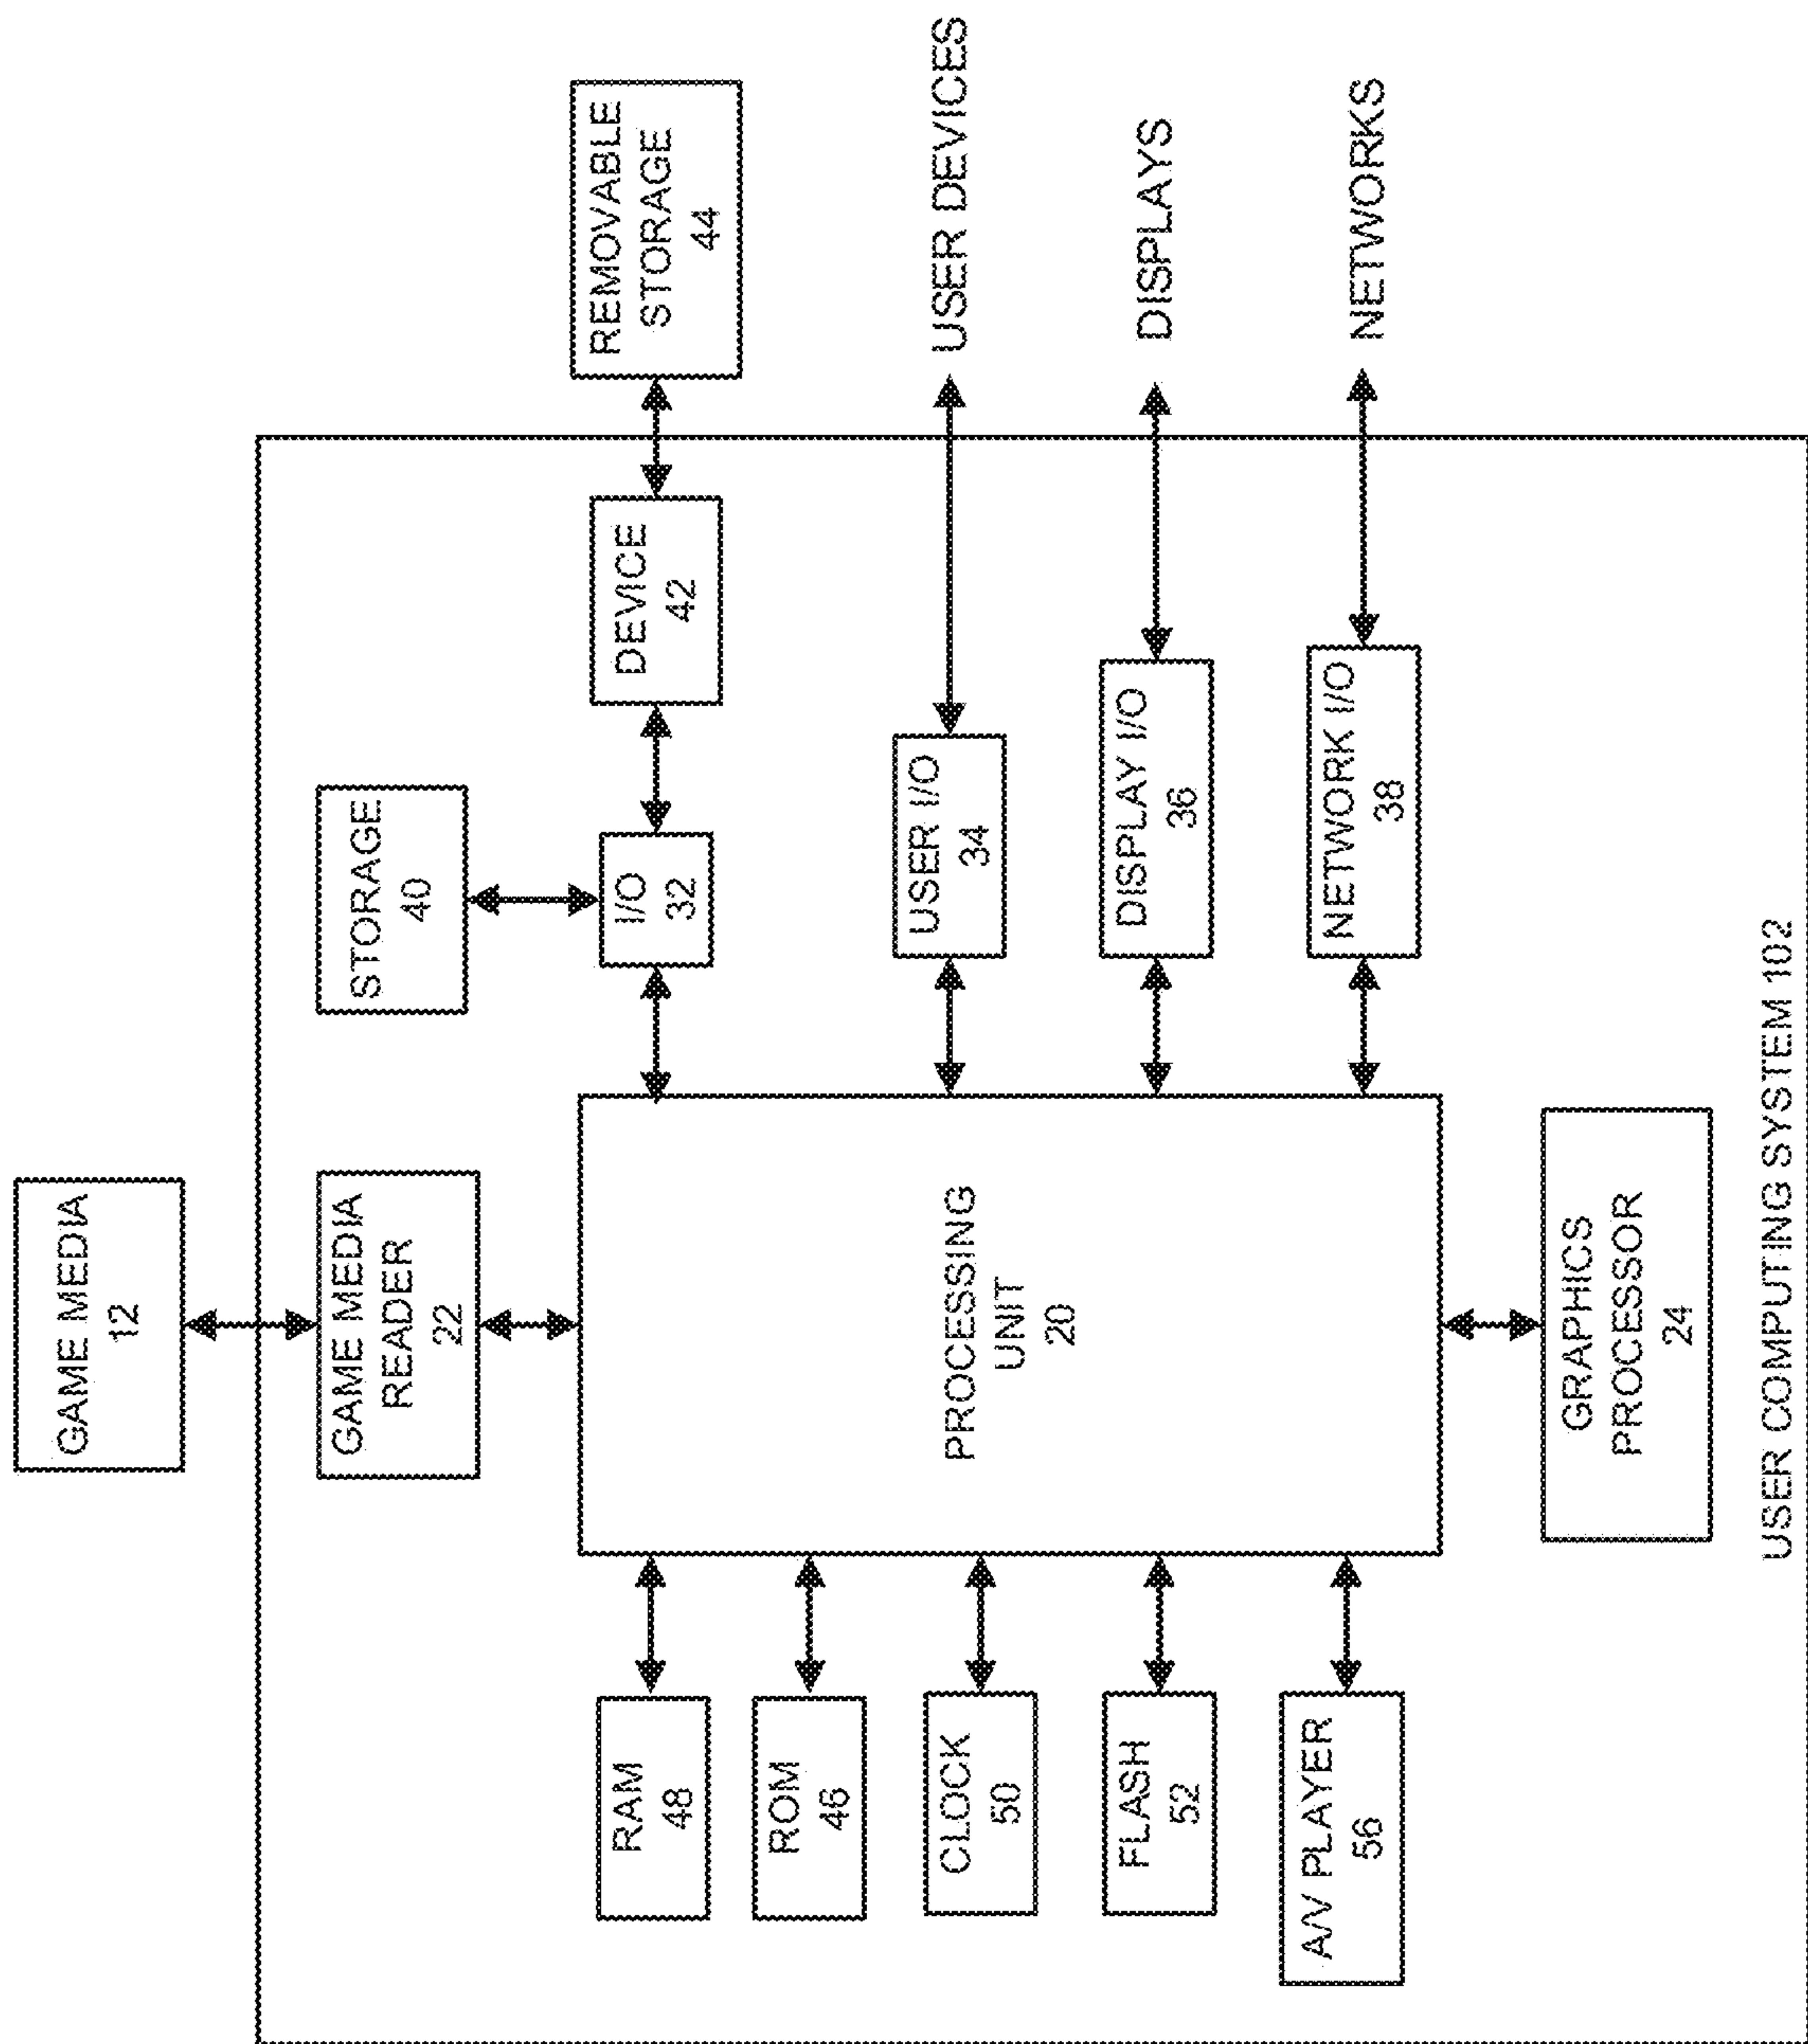 GAME MEDIA
12
GAME MEDIA
READER
22
STORAGE
40
RAM
48
ROM
46
CLOCK
50
FLASH
52
A/V PLAYER
56
PROCESSING
UNIT
20
I/O
32
DEVICE
42
REMOVABLE
STORAGE
44
USER I/O
34
USER DEVICES
DISPLAY I/O
36
DISPLAYS
NETWORK I/O
38
NETWORKS
GRAPHICS
PROCESSOR
24
USER COMPUTING SYSTEM 102